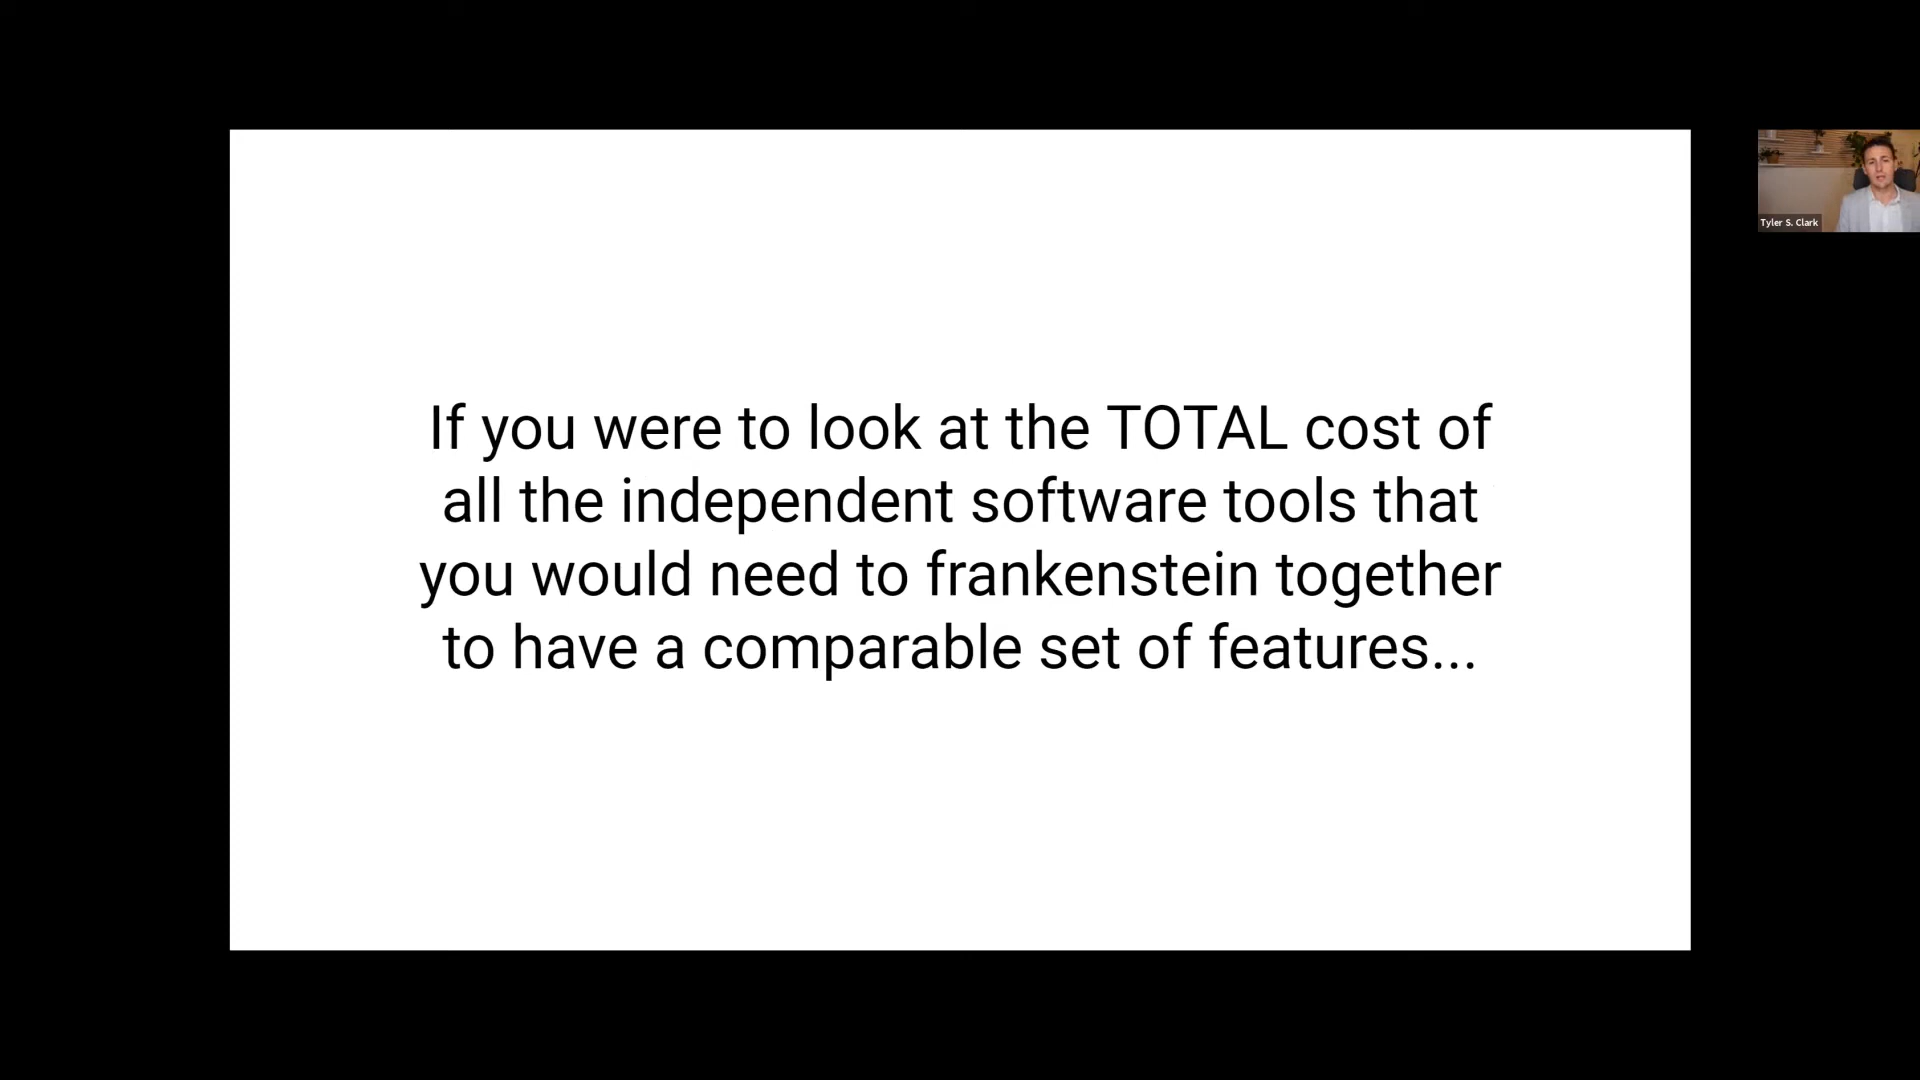 If you were to look at the TOTAL cost of
all the independent software tools that
you would need to frankenstein together
to have a comparable set of features...
Tyler S. Clark